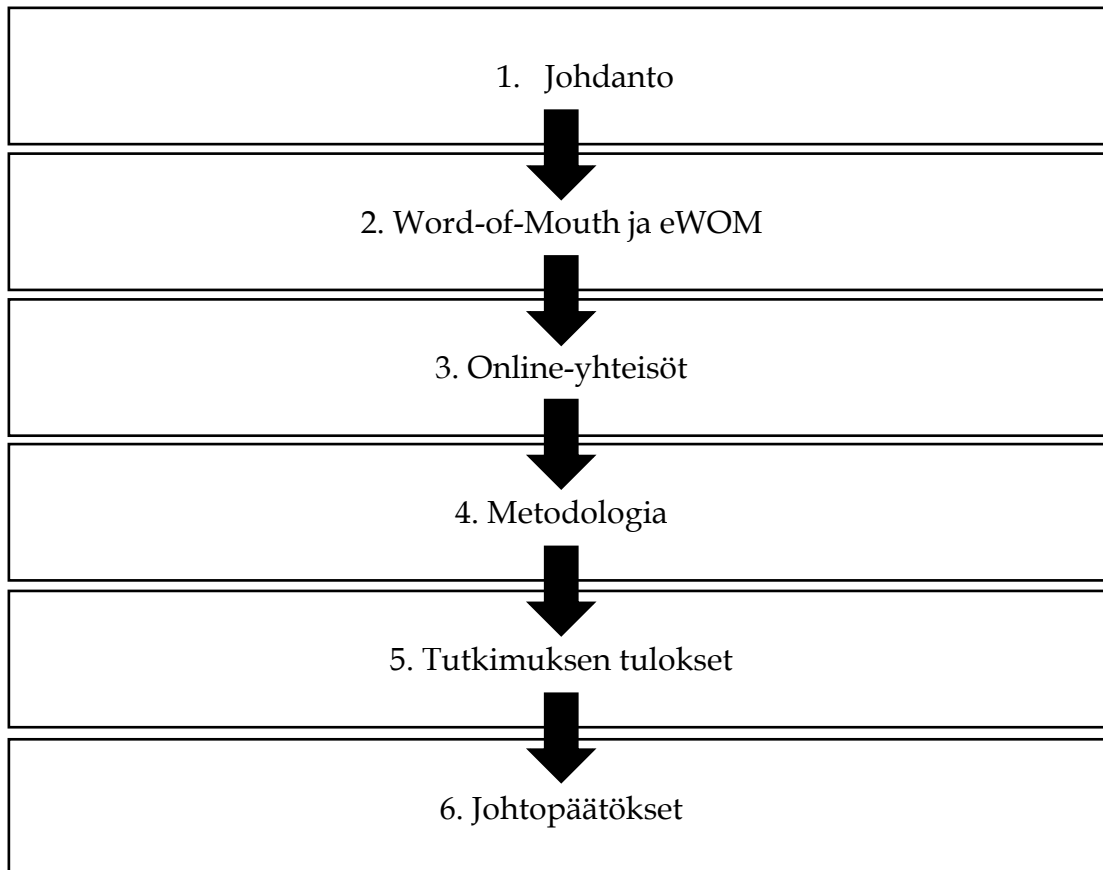 1. Johdanto
2. Word-of-Mouth ja eWOM
3. Online-yhteisöt
4. Metodologia
5. Tutkimuksen tulokset
6. Johtopäätökset